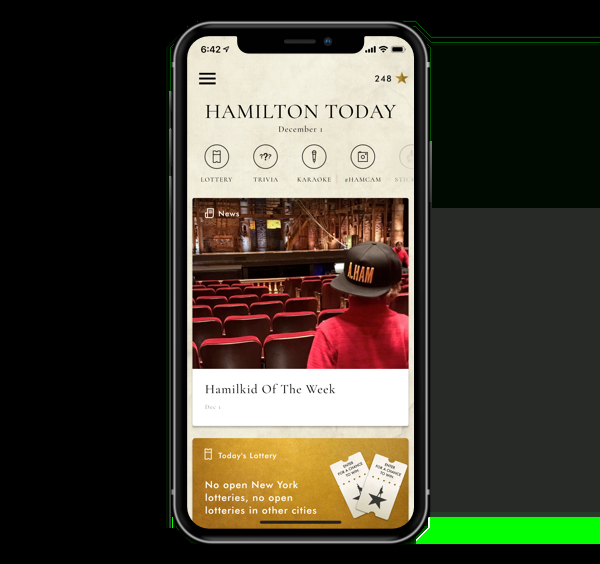 6:42
248
HAMILTON TODAY
December 1
LOTTERY
TRIVIA
KARAOKE
#HAMCAM
News
A.HAM
Hamilkid Of The Week
Dec 1
Today's Lottery
No open New York
lotteries, no open
lotteries in other cities
ENTER
FOR A CHANCE
TO WIN
ENTER
FOR A CHANCE
TO WIN